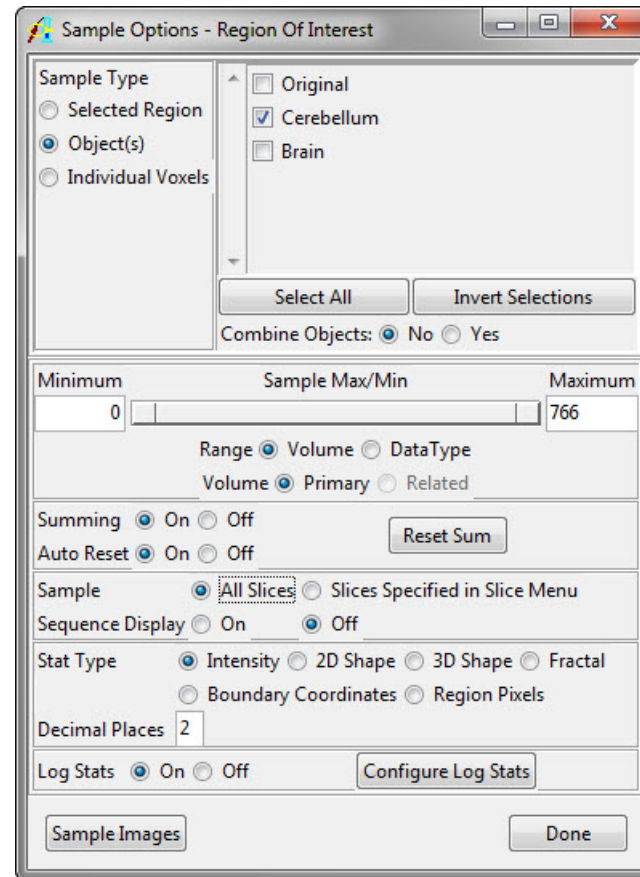 Sample Options - Region Of Interest
Sample Type
Selected Region
Object(s)
Individual Voxels
Original
Cerebellum
Brain
Select All Invert Selections
Combine Objects: No Yes
Minimum Sample Max/Min Maximum
0 766
Range Volume DataType
Volume Primary Related
Summing On Off
Reset Sum
Auto Reset On Off
Sample All Slices Slices Specified in Slice Menu
Sequence Display On Off
Stat Type Intensity 2D Shape 3D Shape Fractal
Boundary Coordinates Region Pixels
Decimal Places 2
Log Stats On Off Configure Log Stats
Sample Images Done